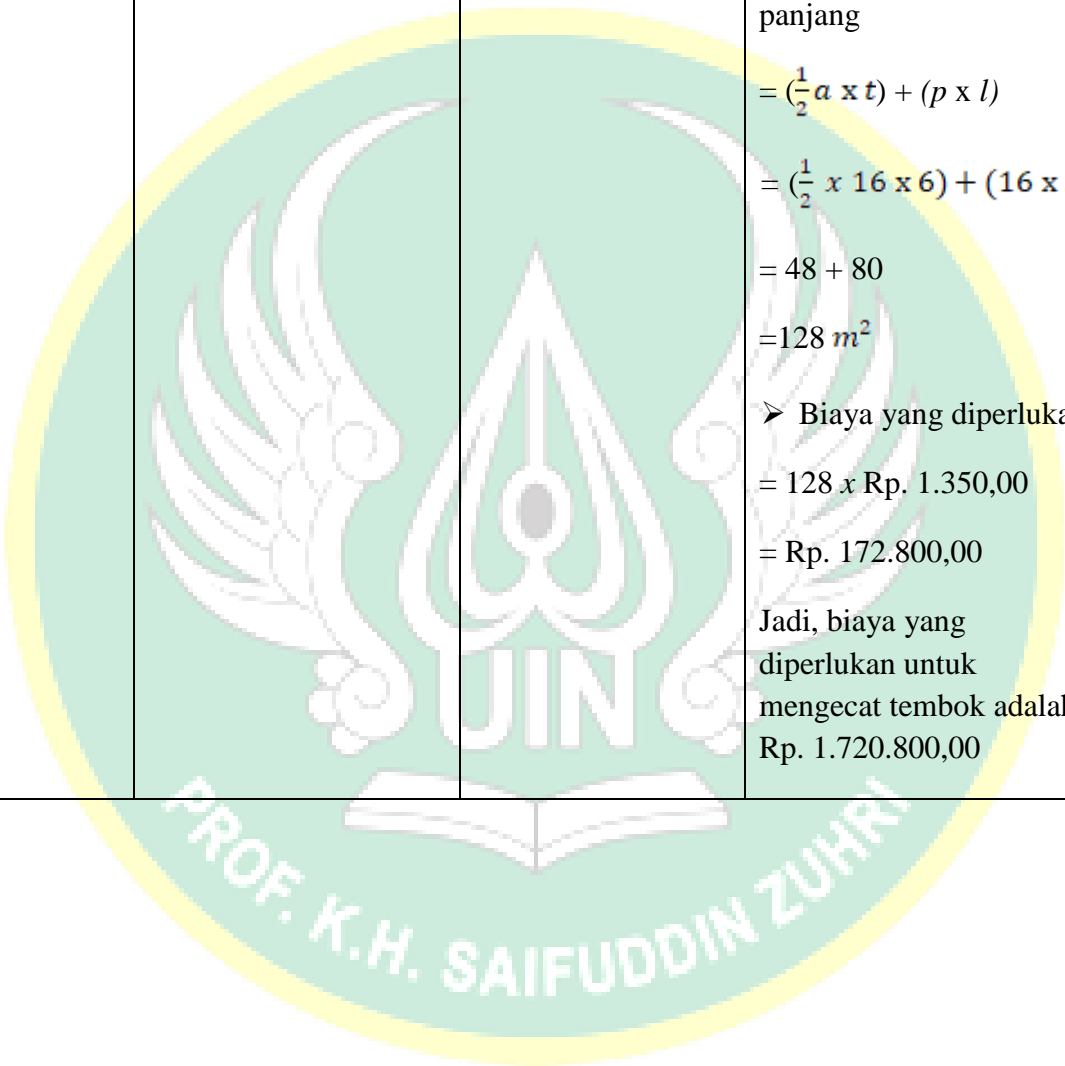 panjang
= (½ a x t) + (p x l)
= (½ x 16 x 6) + (16 x
= 48 + 80
=128 m²
➢ Biaya yang
= 128 x Rp. 1.350,00
= Rp. 172.800,00
Jadi, biaya yang
diperlukan untuk
mengecat tembok
Rp. 1.720.800,00
UIN
PROF. K.H. SAIFUDDIN ZUHRI